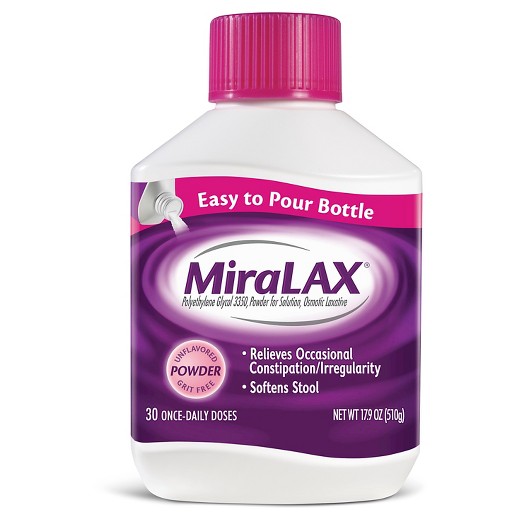 Easy to Pour Bottle
MiraLAX®
Polyethylene Glycol 3350, Powder for Solution, Osmotic Laxative
UNFLAVORED
POWDER
GRIT FREE
• Relieves Occasional
Constipation/Irregularity
• Softens Stool
30 ONCE-DAILY DOSES
NET WT 17.9 OZ (510g)